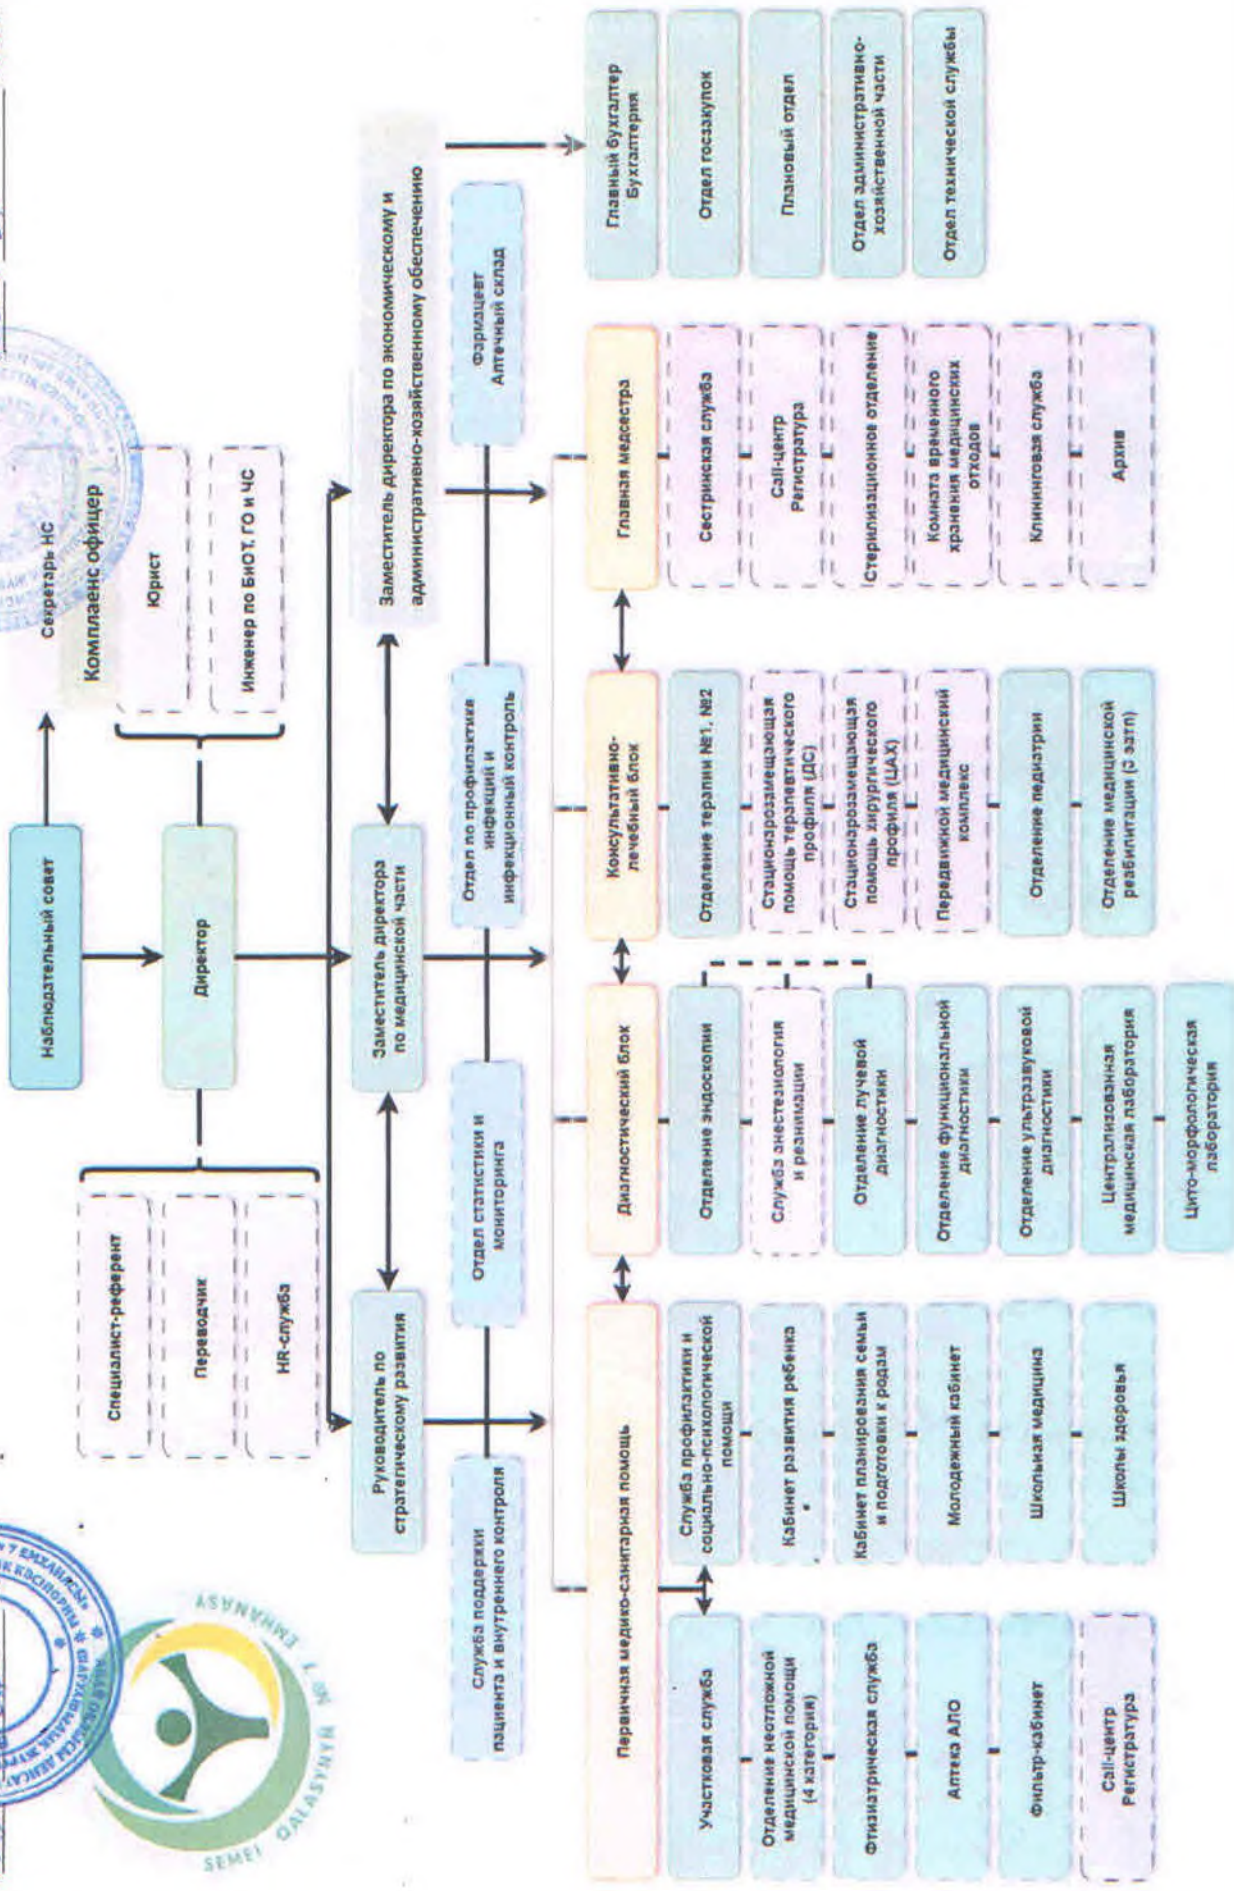 SEMEI QALASYNYŃ №1 EMHANASY
Наблюдательный совет
Секретарь НС
Комплаенс офицер
Директор
Специалист-референт
Переводчик
HR-служба
Юрист
Инженер по БиОТ, ГО и ЧС
Руководитель по
стратегическому развития
Заместитель директора
по медицинской части
Заместитель директора по экономическому и
административно-хозяйственному обеспечению
Служба поддержки
пациента и внутреннего контроля
Отдел статистики и
мониторинга
Отдел по профилактике
инфекций и
инфекционный контроль
Фармацевт
Аптечный склад
Первичная медико-санитарная помощь
Участковая служба
Отделение неотложной
медицинской помощи
(4 категория)
Фтизиатрическая служба
Аптека АЛО
Фильтр-кабинет
Call-центр
Регистратура
Служба профилактики и
социально-психологической
помощи
Кабинет развития ребенка
Кабинет планирования семьи
и подготовки к родам
Молодежный кабинет
Школьная медицина
Школы здоровья
Диагностический блок
Отделение эндоскопии
Служба анестезиология
и реанимации
Отделение лучевой
диагностики
Отделение функциональной
диагностики
Отделение ультразвуковой
диагностики
Централизованная
медицинская лаборатория
Цито-морфологическая
лаборатория
Консультативно-
лечебный блок
Отделение терапии №1, №2
Стационарозамещающая
помощь терапевтического
профиля (ДС)
Стационарозамещающая
помощь хирургического
профиля (ЦАХ)
Передвижной медицинский
комплекс
Отделение педиатрии
Отделение медицинской
реабилитации (3 этап)
Главная медсестра
Сестринская служба
Call-центр
Регистратура
Стерилизационное отделение
Комната временного
хранения медицинских
отходов
Клининговая служба
Архив
Главный бухгалтер
Бухгалтерия
Отдел госзакупок
Плановый отдел
Отдел административно-
хозяйственной части
Отдел технической службы